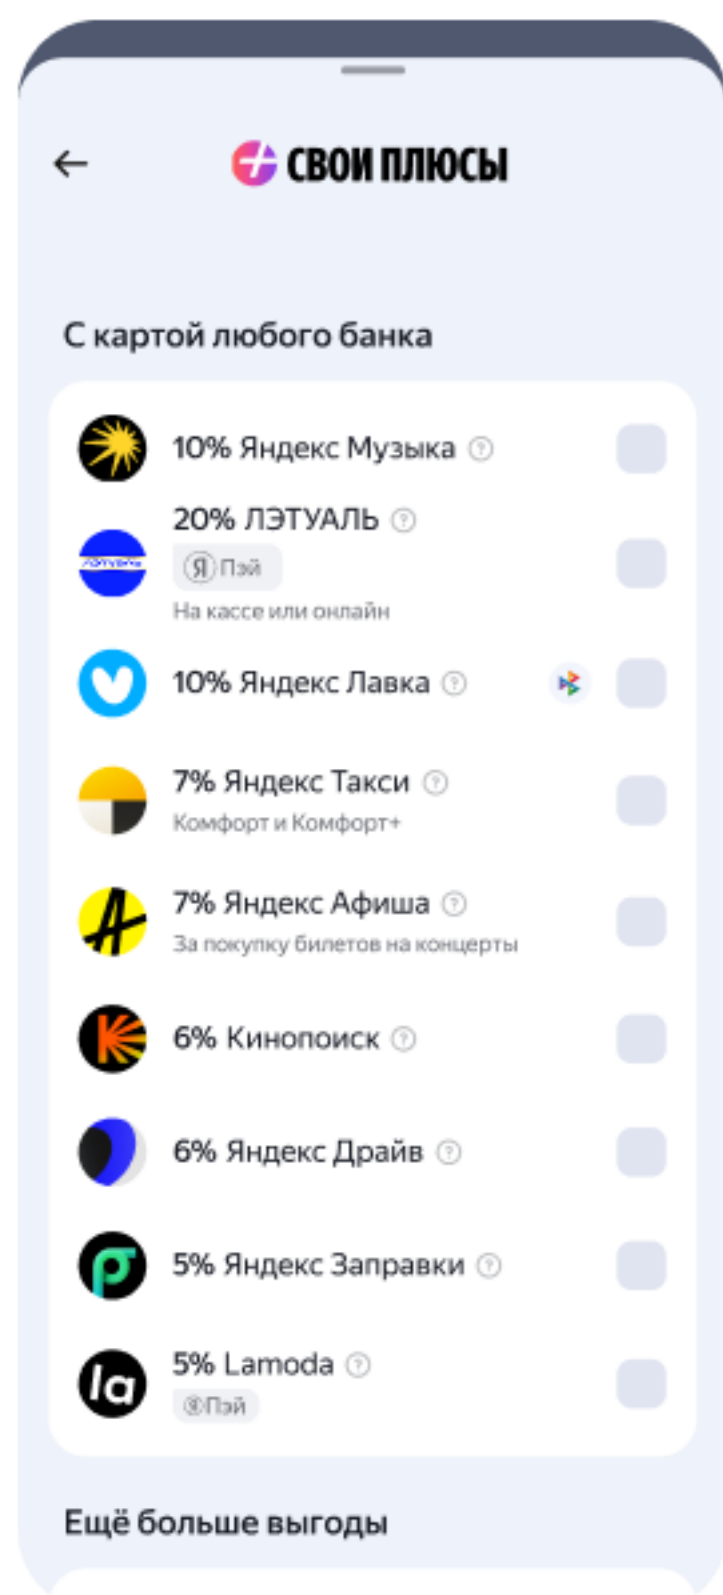 СВОИ ПЛЮСЫ
С картой любого банка
10% Яндекс Музыка ?
20% ЛЭТУАЛЬ ?
ЛЭТУАЛЬ
Я Пэй
На кассе или онлайн
10% Яндекс Лавка ?
7% Яндекс Такси ?
Комфорт и Комфорт+
7% Яндекс Афиша ?
За покупку билетов на концерты
6% Кинопоиск ?
6% Яндекс Драйв ?
5% Яндекс Заправки ?
la
5% Lamoda ?
Я Пэй
Ещё больше выгоды